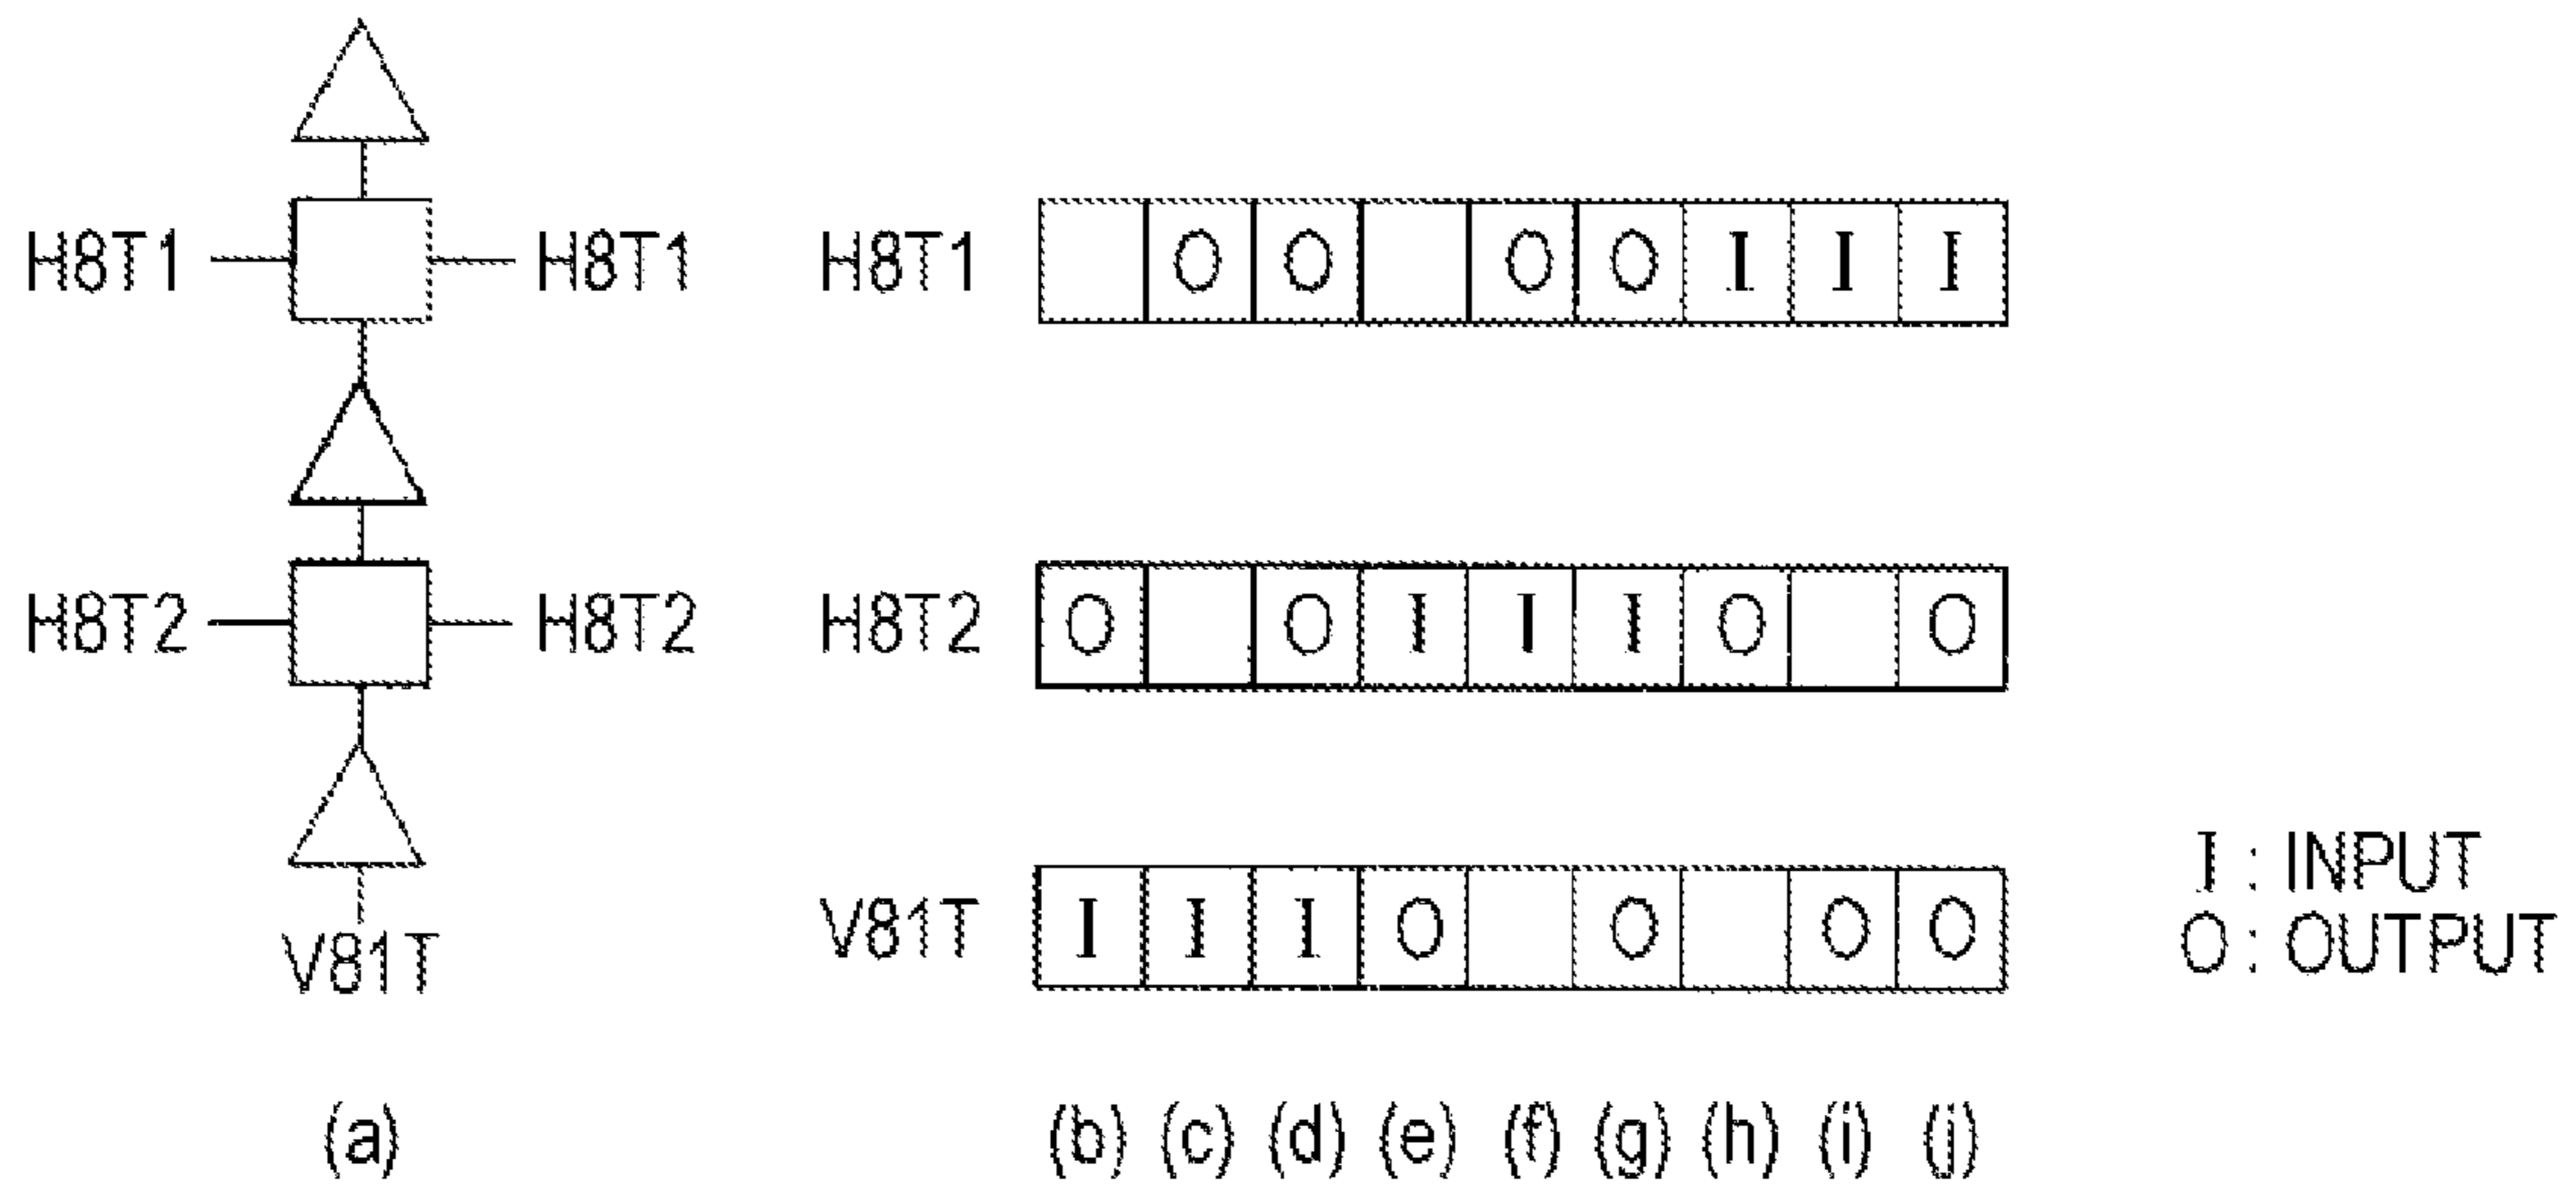 H8T1 H8T1 H8T1 O O O O I I I
H8T2 H8T2 H8T2 O O I I I O O
V81T V81T I I I O O O O
I : INPUT
O : OUTPUT
(a) (b) (c) (d) (e) (f) (g) (h) (i) (j)